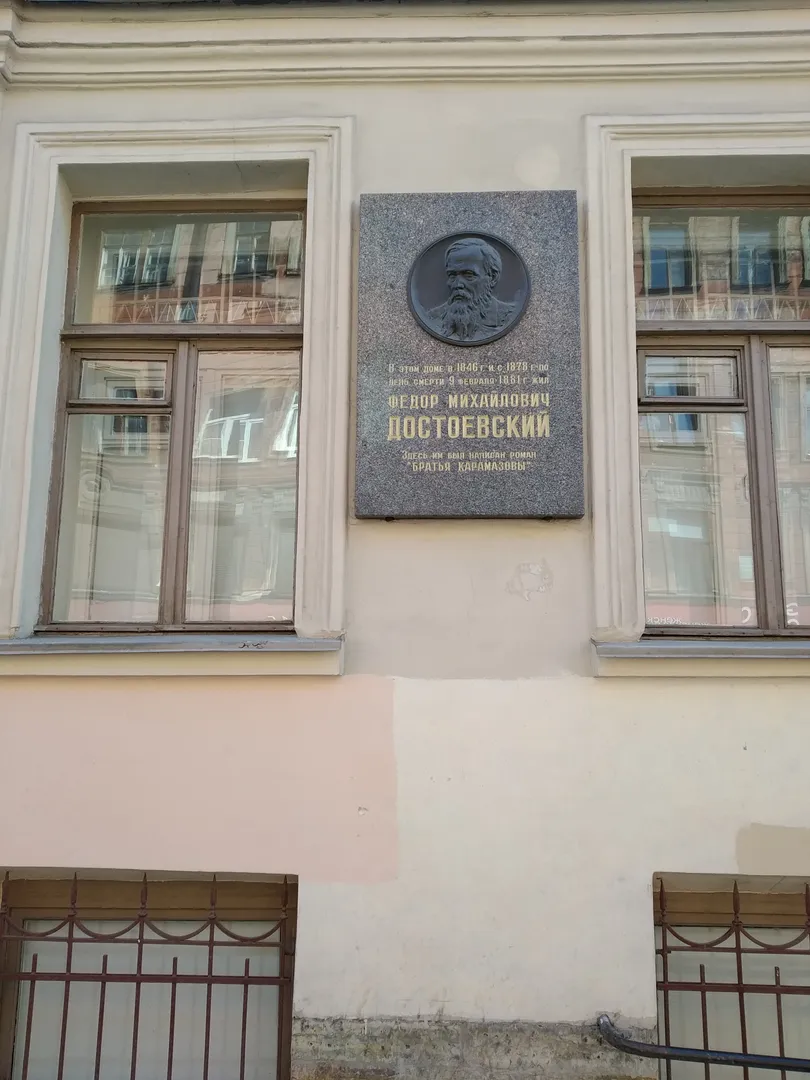 В этом доме в 1846 г. и с 1878 г. по
день смерти 9 февраля 1881 г. жил
ФЕДОР МИХАЙЛОВИЧ
ДОСТОЕВСКИЙ
Здесь им был написан роман
"БРАТЬЯ КАРАМАЗОВЫ"